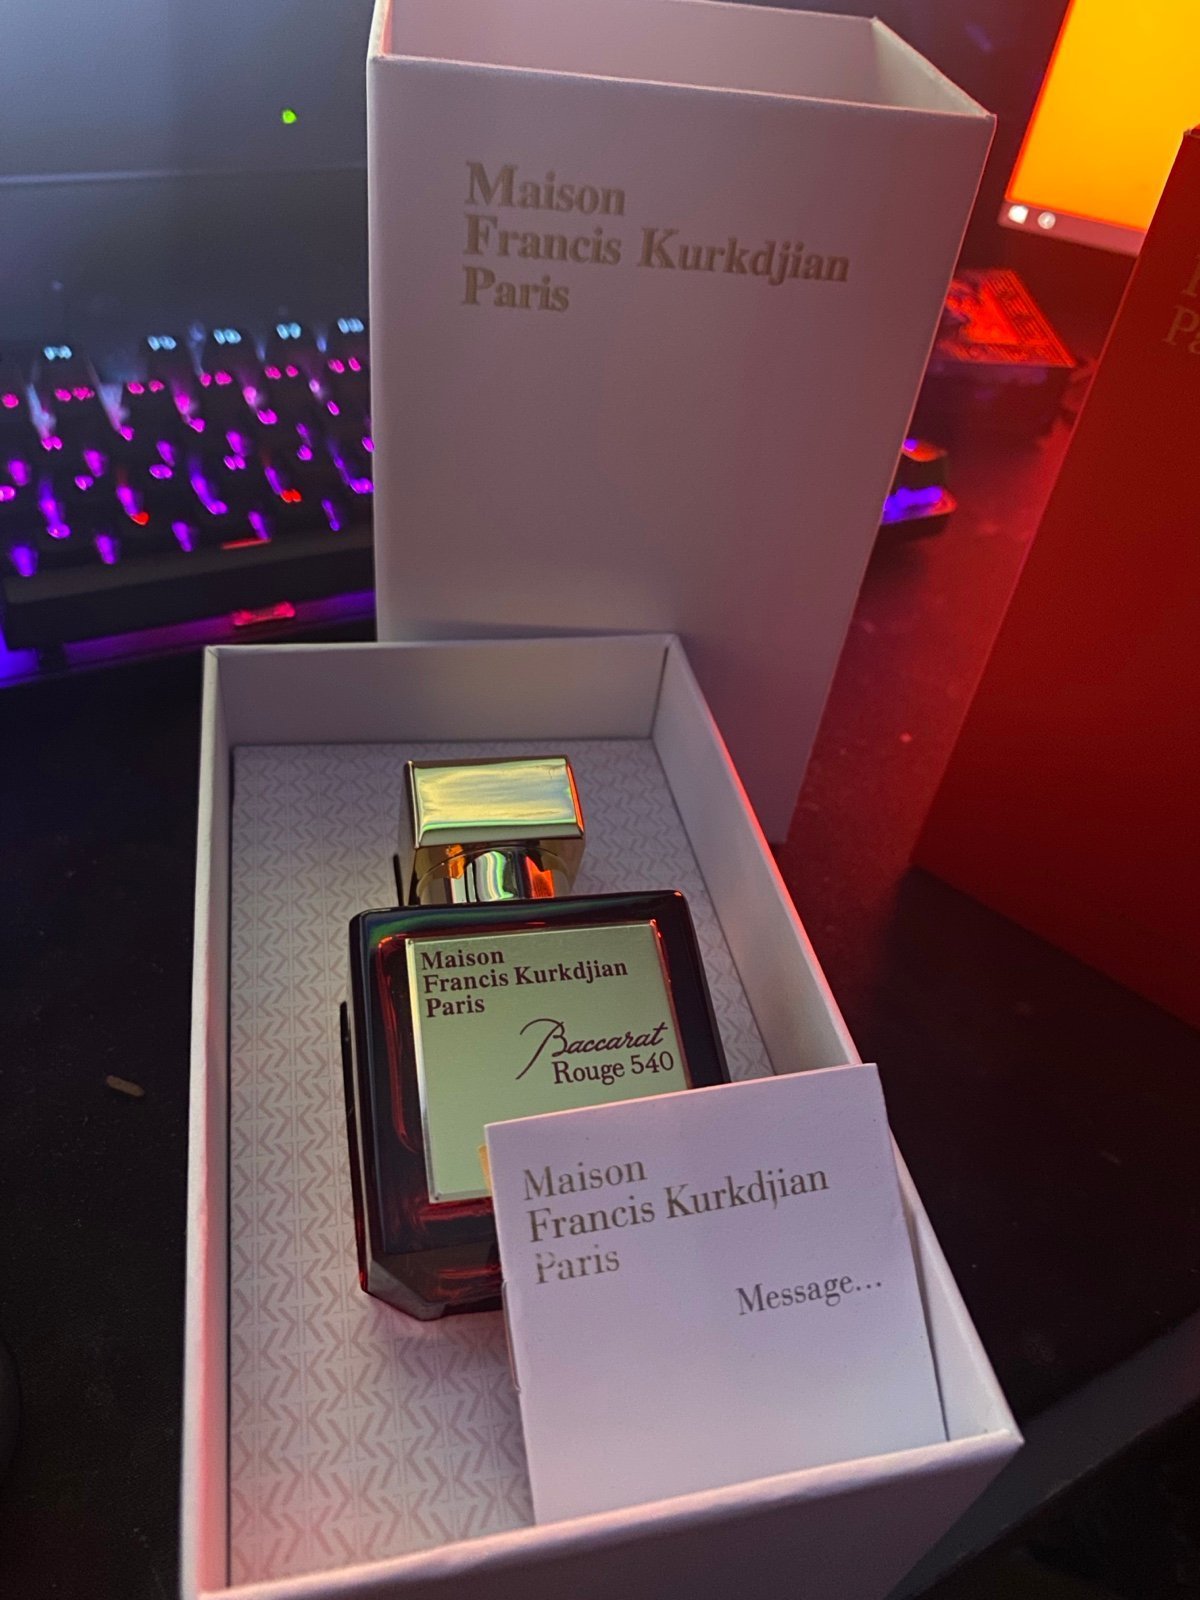 Maison
Francis Kurkdjian
Paris
Maison
Francis Kurkdjian
Paris
Baccarat
Rouge 540
Maison
Francis Kurkdjian
Paris
Message...